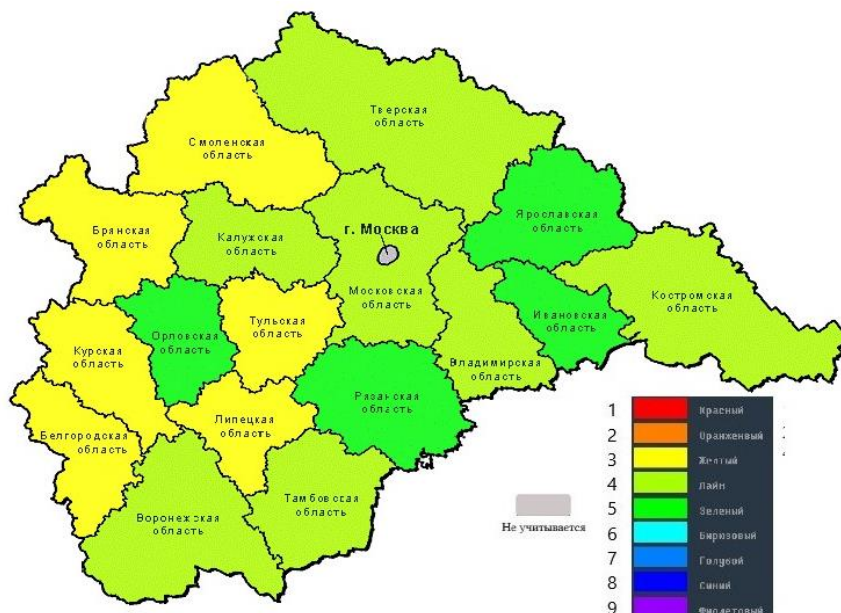 Тверская
область
Смоленская
область
Ярославская
область
Брянская
область
Калужская
область
г. Москва
Московская
область
Костромская
область
Ивановская
область
Орловская
область
Тульская
область
Владимирская
область
Курская
область
Рязанская
область
Липецкая
область
Белгородская
область
Тамбовская
область
Воронежская
область
Не учитывается
1 Красный
2 Оранжевый
3 Желтый
4 Лайм
5 Зеленый
6 Бирюзовый
7 Голубой
8 Синий
9 Фиолетовый